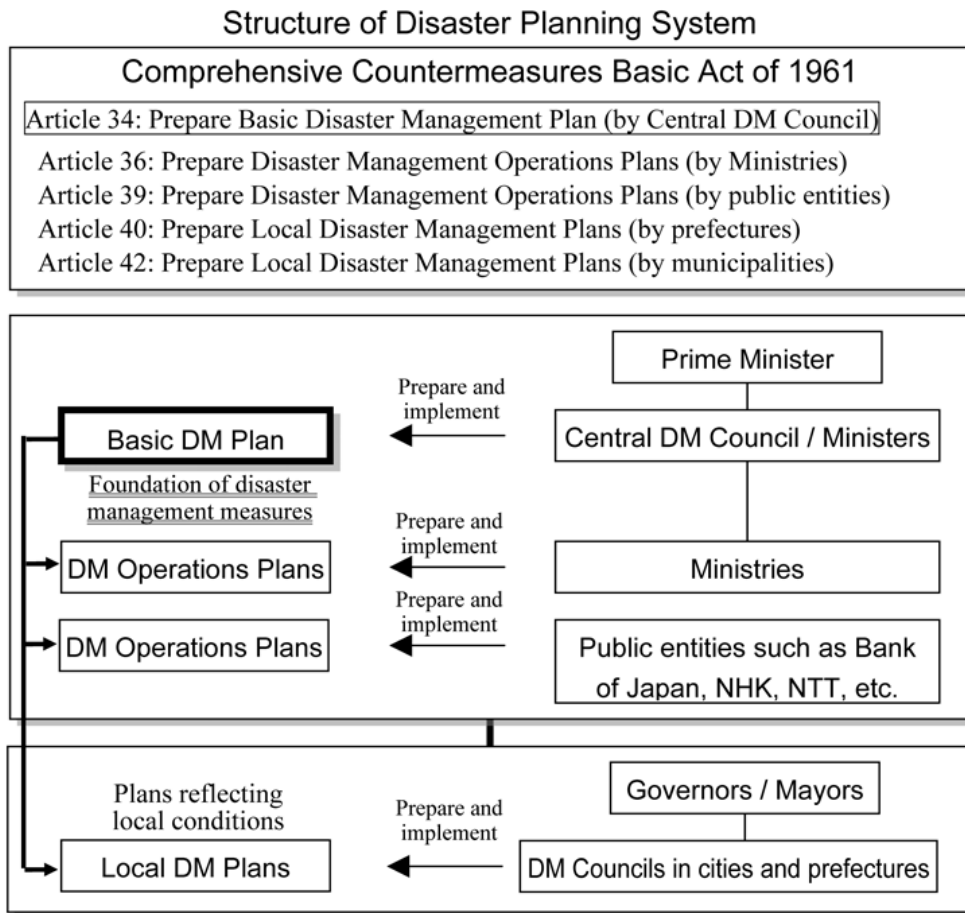 Structure of Disaster Planning System
Comprehensive Countermeasures Basic Act of 1961
Article 34: Prepare Basic Disaster Management Plan (by Central DM Council)
Article 36: Prepare Disaster Management Operations Plans (by Ministries)
Article 39: Prepare Disaster Management Operations Plans (by public entities)
Article 40: Prepare Local Disaster Management Plans (by prefectures)
Article 42: Prepare Local Disaster Management Plans (by municipalities)
Prime Minister
Prepare and
implement
Basic DM Plan
Central DM Council / Ministers
Foundation of disaster
management measures
Prepare and
implement
DM Operations Plans
Ministries
Prepare and
implement
DM Operations Plans
Public entities such as Bank
of Japan, NHK, NTT, etc.
Plans reflecting
local conditions
Prepare and
implement
Governors / Mayors
Local DM Plans
DM Councils in cities and prefectures